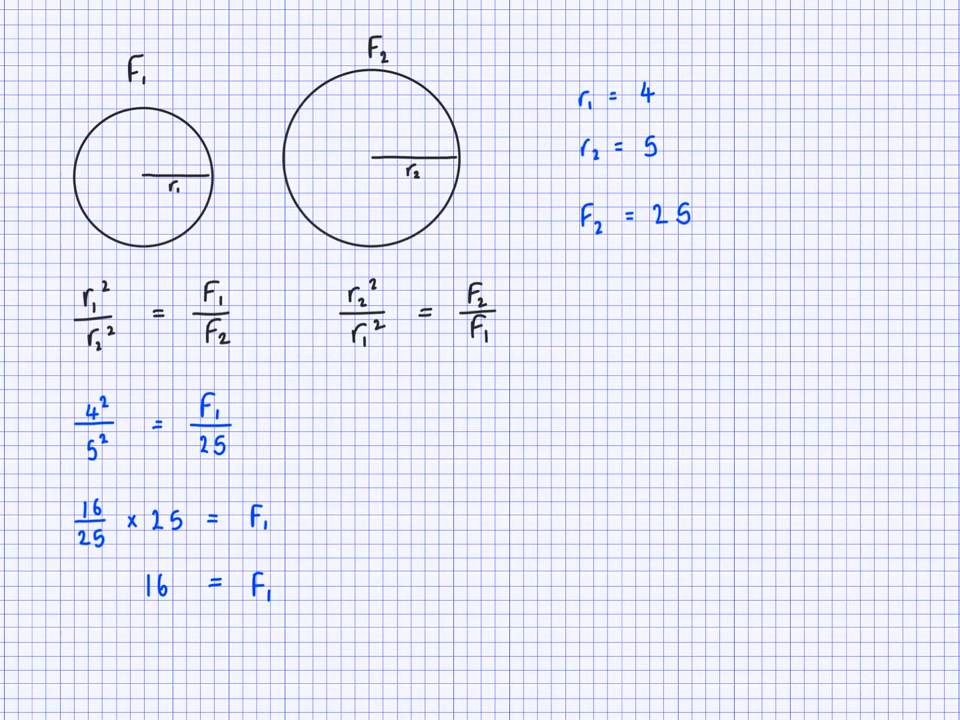 F₁
F₂
r₁
r₂
r₁ = 4
r₂ = 5
F₂ = 25
r₁²/r₂² = F₁/F₂
r₂²/r₁² = F₂/F₁
4²/5² = F₁/25
16/25 × 25 = F₁
16 = F₁